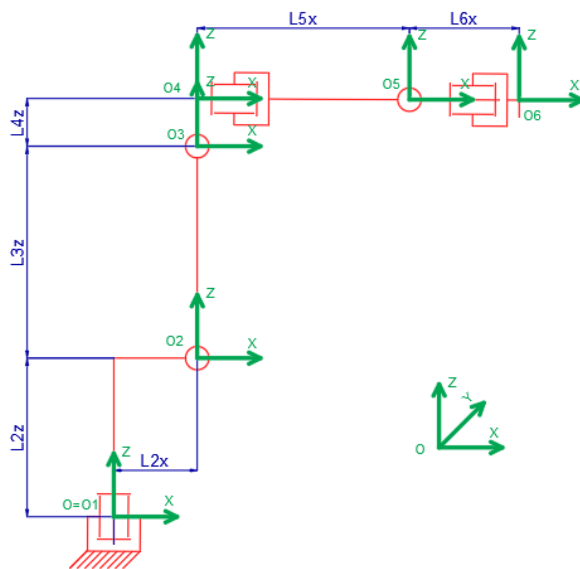 L5x L6x
Z Z Z
O4 Z X O5 X O6 X
L4z O3 X
L3z
Z
O2 X
L2z
Z
L2x
Z Y
O X
Z
O=O1 X